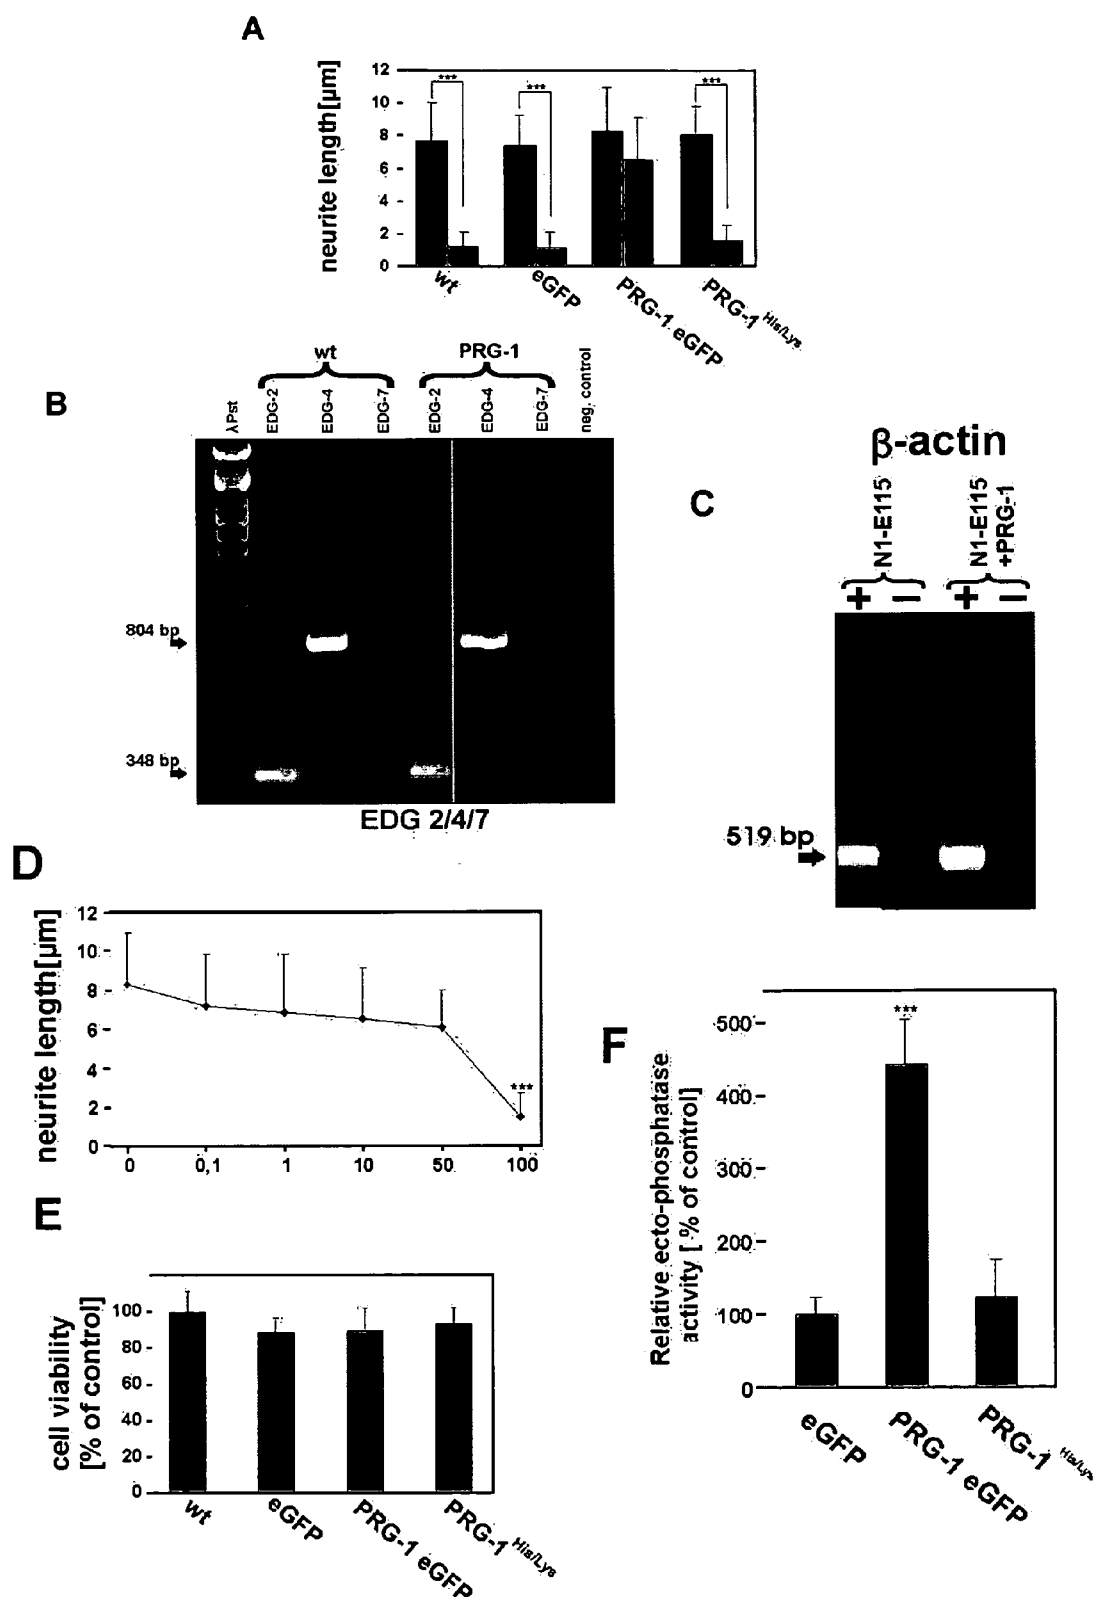 A
neurite length[µm]
12
10
8
6
4
2
0
***
***
***
wt
eGFP
PRG-1 eGFP
PRG-1 His/Lys
B
wt
PRG-1
λPst
EDG-2
EDG-4
EDG-7
EDG-2
EDG-4
EDG-7
neg. control
804 bp
348 bp
EDG 2/4/7
C
β-actin
N1-E115
N1-E115
+PRG-1
+ − + −
519 bp
D
neurite length[µm]
12
10
8
6
4
2
0
***
0 0,1 1 10 50 100
E
cell viability
[% of control]
100
80
60
40
20
0
wt
eGFP
PRG-1 eGFP
PRG-1 His/Lys
F
Relative ecto-phosphatase
activity [ % of control]
500
400
300
200
100
0
***
eGFP
PRG-1 eGFP
PRG-1 His/Lys